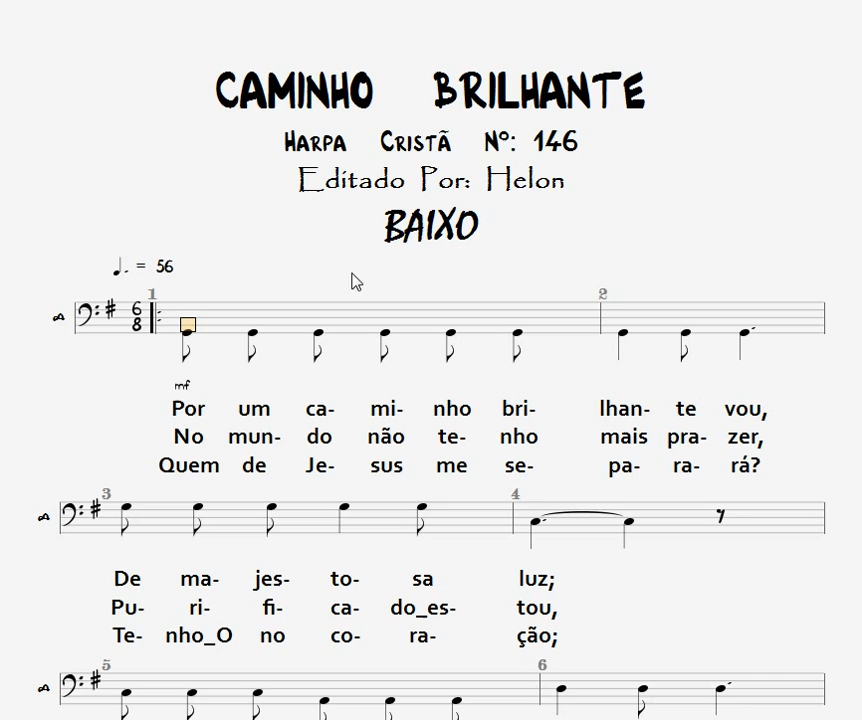 CAMINHO BRILHANTE
HARPA CRISTÃ Nº: 146
Editado Por: Helon
BAIXO
= 56
1 2
6
8
mf
Por um ca- mi- nho bri- lhan- te vou,
No mun- do não te- nho mais pra- zer,
Quem de Je- sus me se- pa- ra- rá?
3 4
De ma- jes- to- sa luz;
Pu- ri- fi- ca- do_es- tou,
Te- nho_O no co- ra- ção;
5 6